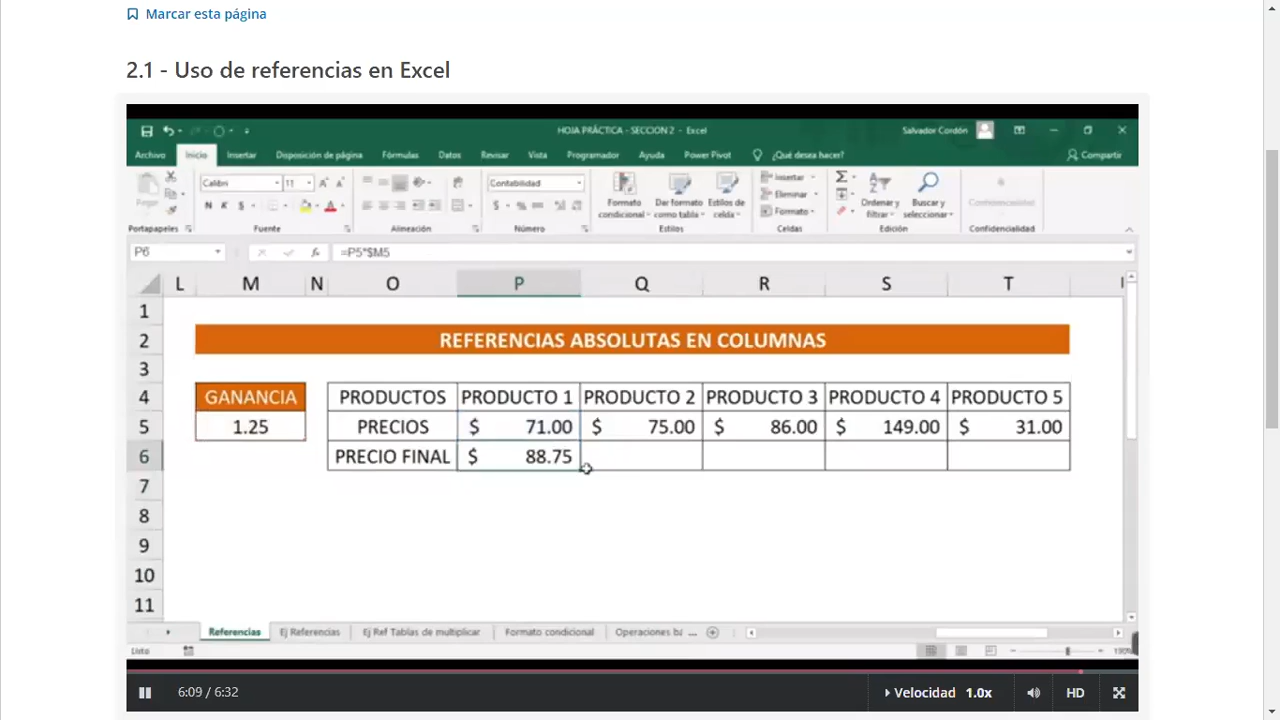 Marcar esta página
2.1 - Uso de referencias en Excel
HOJA PRÁCTICA - SECCION 2 - Excel
Salvador Cordón
Archivo Inicio Insertar Disposición de página Fórmulas Datos Revisar Vista Programador Ayuda Power Pivot ¿Qué desea hacer? Compartir
Pegar
Calibri 11
N K S
Contabilidad
$ % 000
Formato condicional
Dar formato como tabla
Estilos de celda
Insertar
Eliminar
Formato
Ordenar y filtrar
Buscar y seleccionar
Confidencialidad
Portapapeles Fuente Alineación Número Estilos Celdas Edición Confidencialidad
P6 fx =P5*$M5
L M N O P Q R S T
1
2 REFERENCIAS ABSOLUTAS EN COLUMNAS
3
4 GANANCIA PRODUCTOS PRODUCTO 1 PRODUCTO 2 PRODUCTO 3 PRODUCTO 4 PRODUCTO 5
5 1.25 PRECIOS $ 71.00 $ 75.00 $ 86.00 $ 149.00 $ 31.00
6 PRECIO FINAL $ 88.75
7
8
9
10
11
Referencias Ej Referencias Ej Ref Tablas de multiplicar Formato condicional Operaciones ba ...
Listo
6:09 / 6:32 Velocidad 1.0x HD